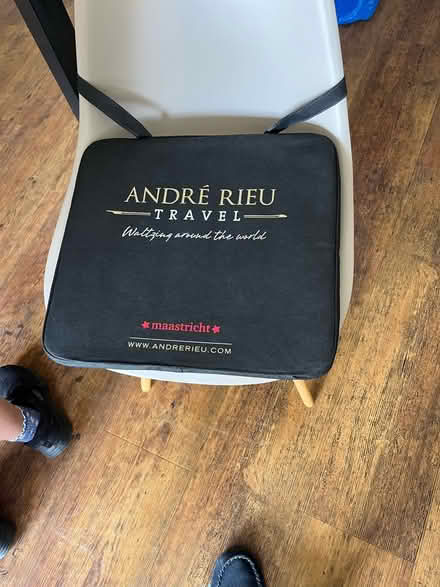 ANDRÉ RIEU
TRAVEL
Waltzing around the world
maastricht
WWW.ANDRERIEU.COM